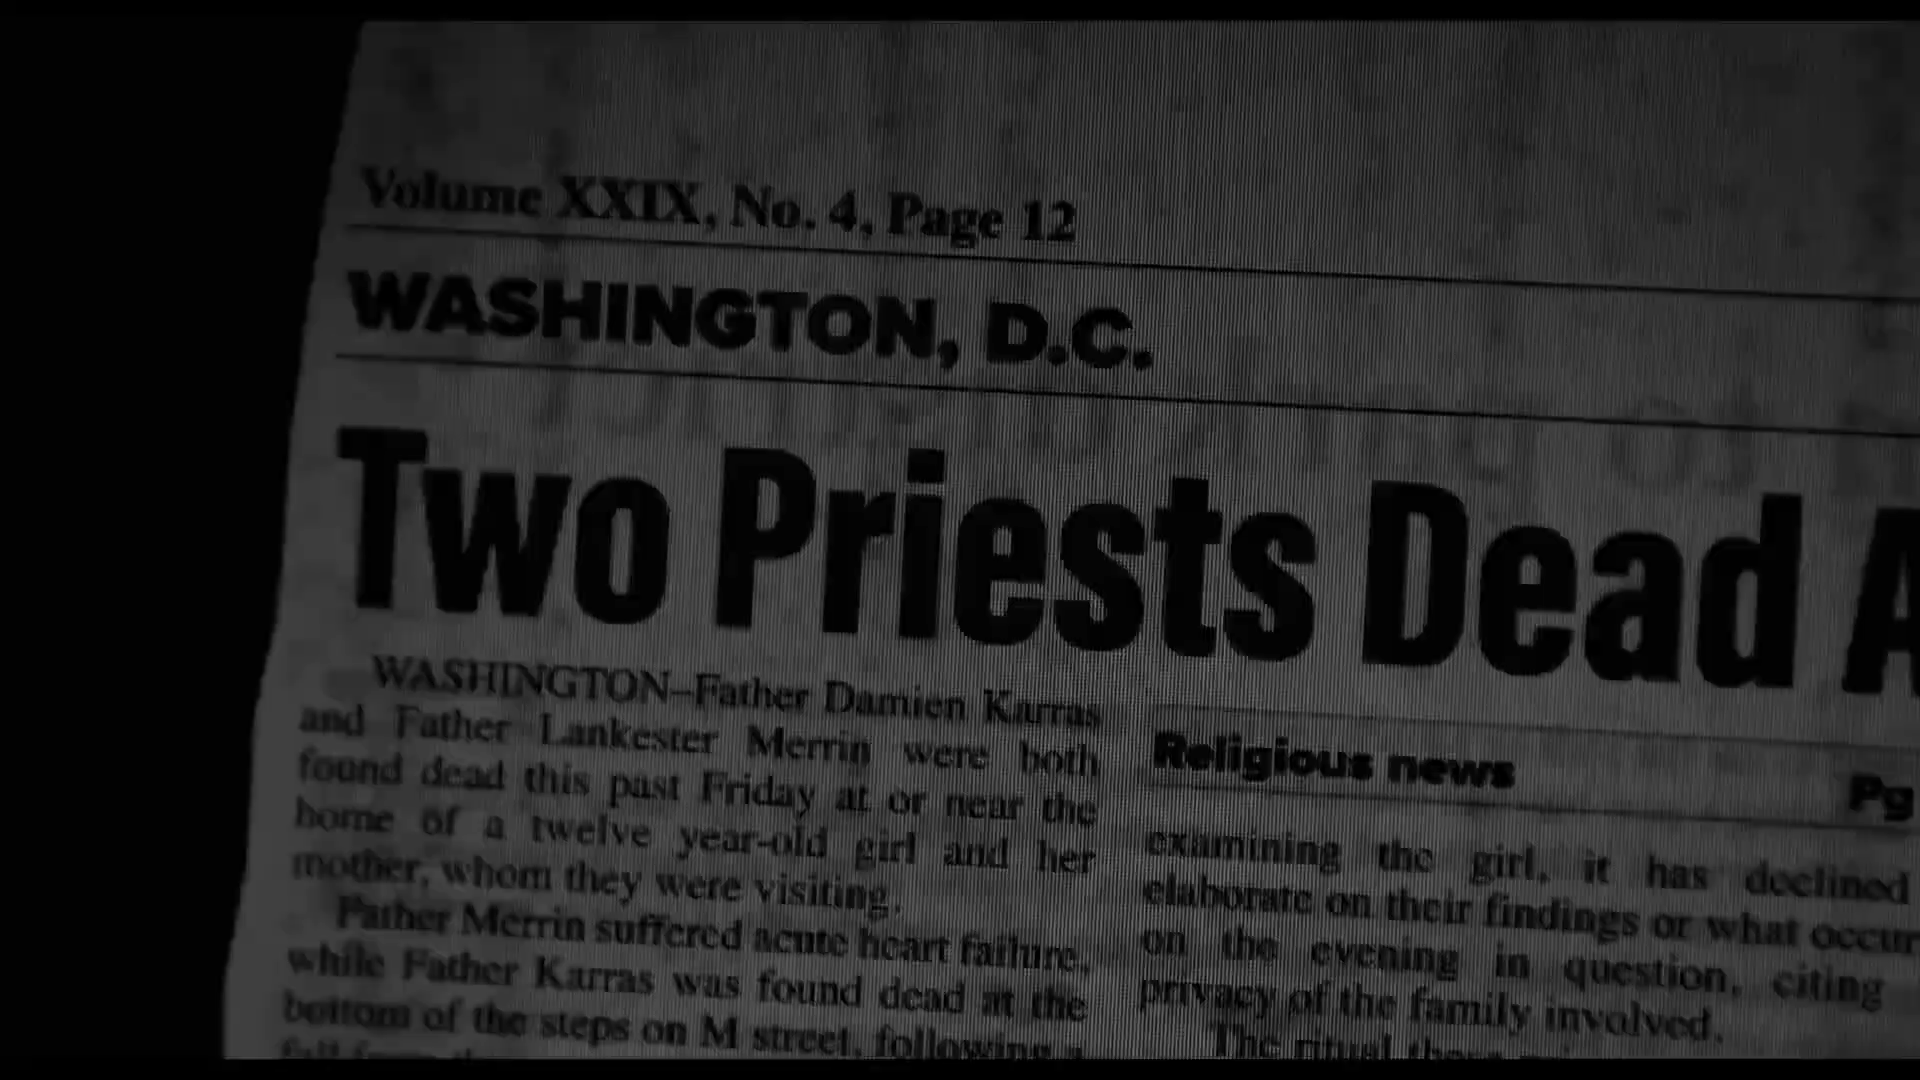 Volume XXIX, No. 4, Page 12
WASHINGTON, D.C.
Two Priests Dead A
WASHINGTON–Father Damien Karras
and Father Lankester Merrin were both
found dead this past Friday at or near the
home of a twelve year-old girl and her
mother, whom they were visiting.
Father Merrin suffered acute heart failure,
while Father Karras was found dead at the
bottom of the steps on M street, following a
Religious news
Pg
examining the girl, it has declined
elaborate on their findings or what occur
on the evening in question, citing
privacy of the family involved.
The ritual